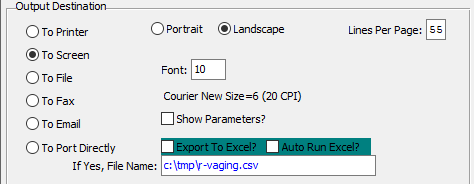 Output Destination
To Printer
Portrait
Landscape
Lines Per Page: 55
To Screen
To File
Font: 10
To Fax
Courier New Size=6 (20 CPI)
To Email
Show Parameters?
To Port Directly
Export To Excel?
Auto Run Excel?
If Yes, File Name: c:\tmp\r-vaging.csv